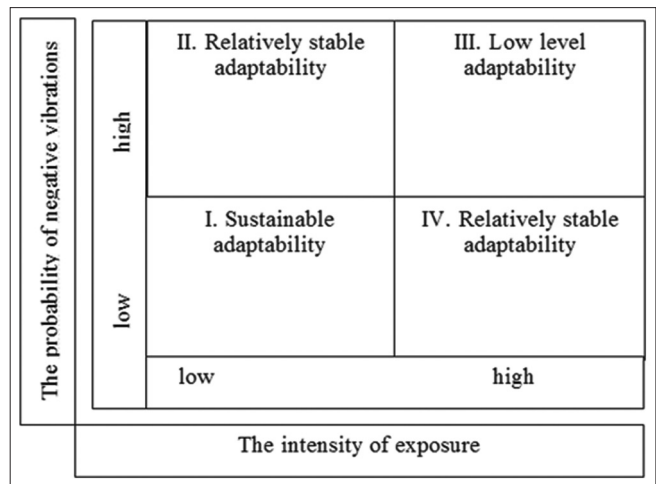 The probability of negative vibrations
high
low
II. Relatively stable
adaptability
III. Low level
adaptability
I. Sustainable
adaptability
IV. Relatively stable
adaptability
low
high
The intensity of exposure